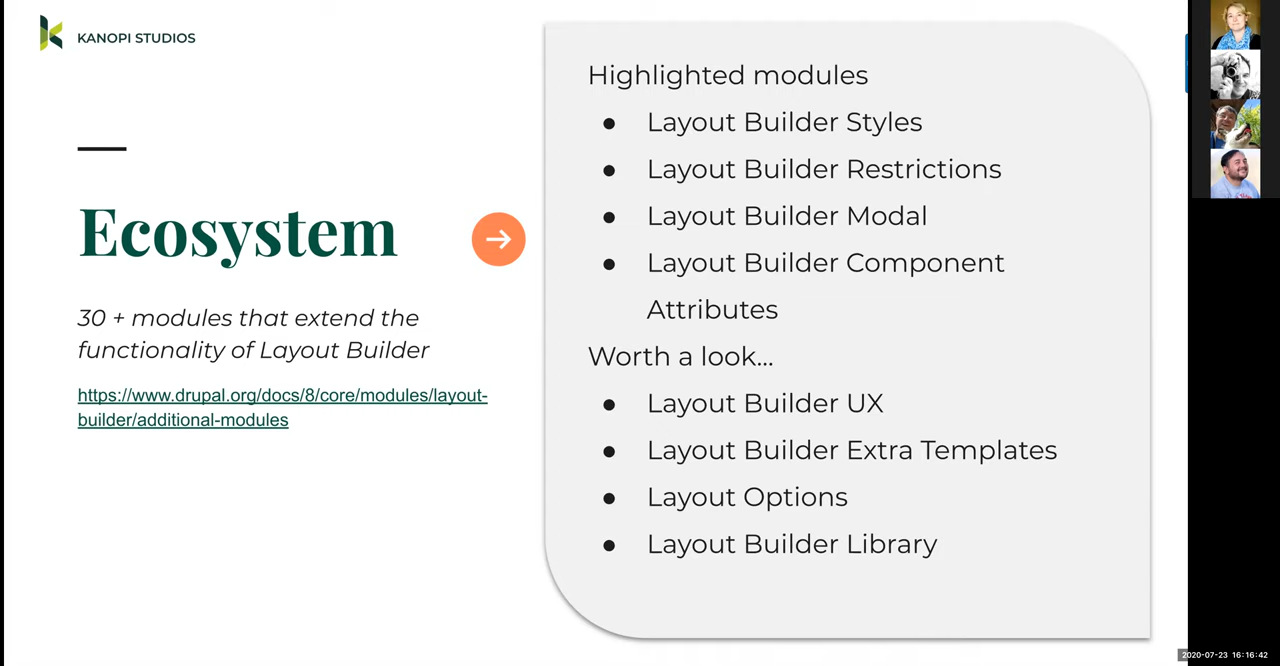 KANOPI STUDIOS
Ecosystem
30 + modules that extend the
functionality of Layout Builder
https://www.drupal.org/docs/8/core/modules/layout-
builder/additional-modules
Highlighted modules
● Layout Builder Styles
● Layout Builder Restrictions
● Layout Builder Modal
● Layout Builder Component
Attributes
Worth a look...
● Layout Builder UX
● Layout Builder Extra Templates
● Layout Options
● Layout Builder Library
2020-07-23 16:16:42